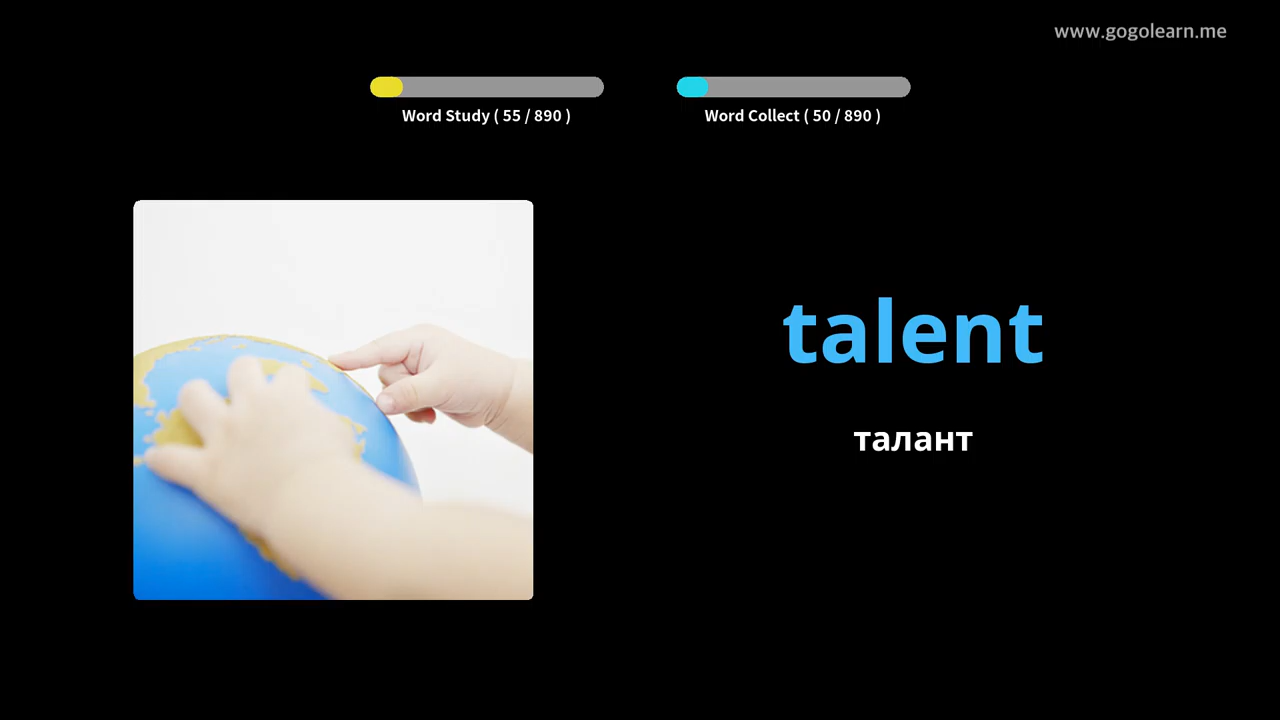 www.gogolearn.me
Word Study ( 55 / 890 )
Word Collect ( 50 / 890 )
talent
талант